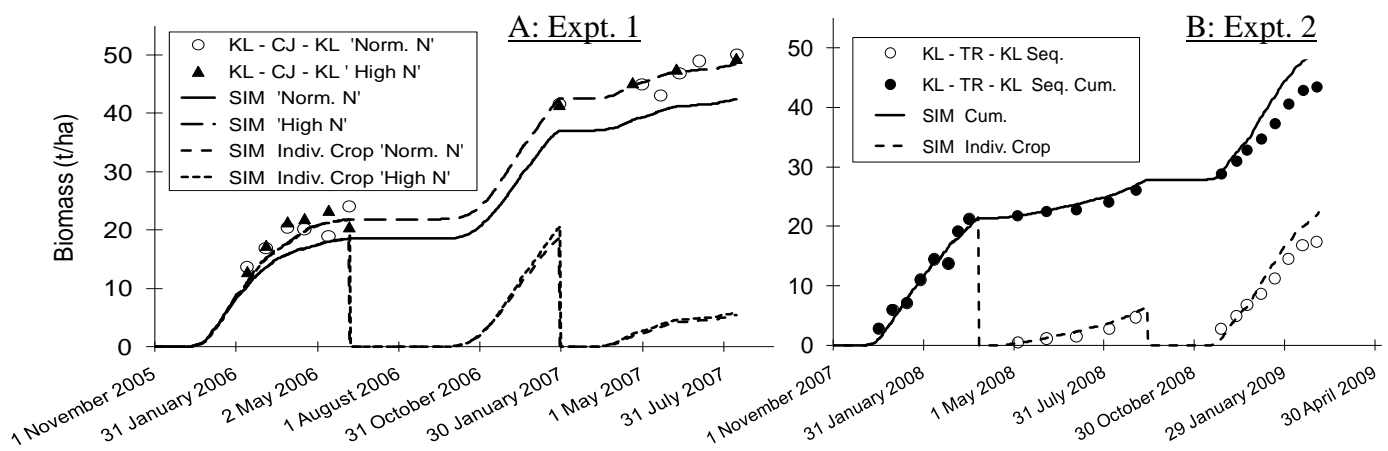 A: Expt. 1
KL - CJ - KL 'Norm. N'
KL - CJ - KL ' High N'
SIM 'Norm. N'
SIM 'High N'
SIM Indiv. Crop 'Norm. N'
SIM Indiv. Crop 'High N'
Biomass (t/ha)
50
40
30
20
10
0
1 November 2005
31 January 2006
2 May 2006
1 August 2006
31 October 2006
30 January 2007
1 May 2007
31 July 2007
B: Expt. 2
KL - TR - KL Seq.
KL - TR - KL Seq. Cum.
SIM Cum.
SIM Indiv. Crop
50
40
30
20
10
0
1 November 2007
31 January 2008
1 May 2008
31 July 2008
30 October 2008
29 January 2009
30 April 2009